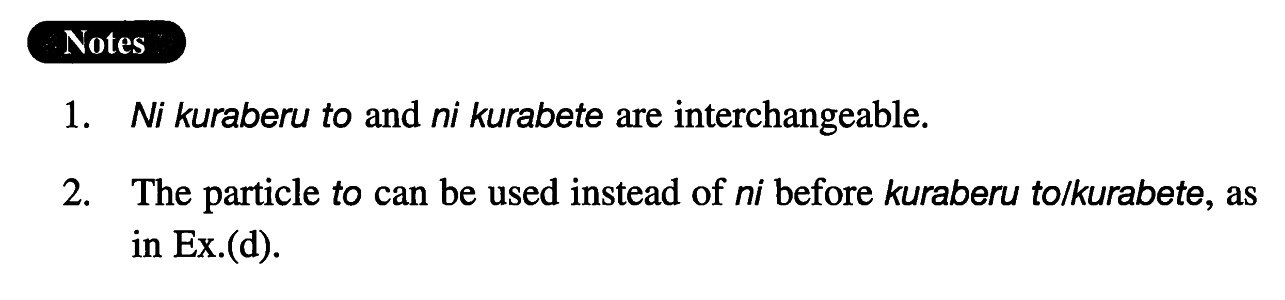 Notes
1. Ni kuraberu to and ni kurabete are interchangeable.
2. The particle to can be used instead of ni before kuraberu to/kurabete, as
in Ex.(d).